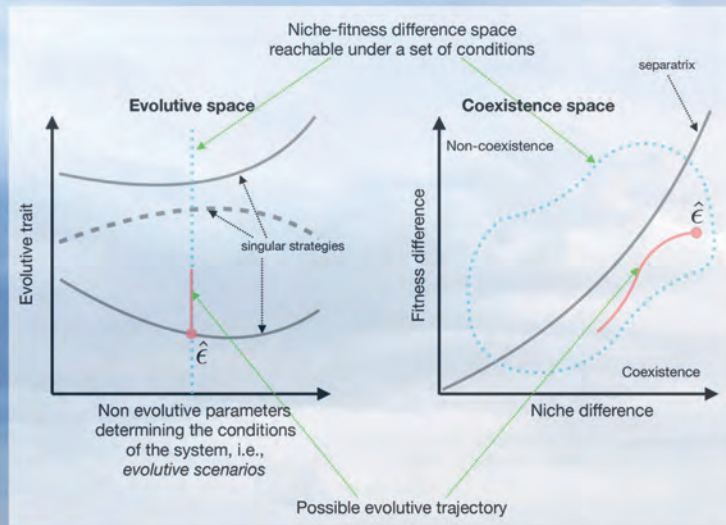 Niche-fitness difference space
reachable under a set of conditions
Evolutive space
Evolutive trait
singular strategies
ε̂
Non evolutive parameters
determining the conditions
of the system, i.e.,
evolutive scenarios
Coexistence space
separatrix
Non-coexistence
ε̂
Fitness difference
Coexistence
Niche difference
Possible evolutive trajectory